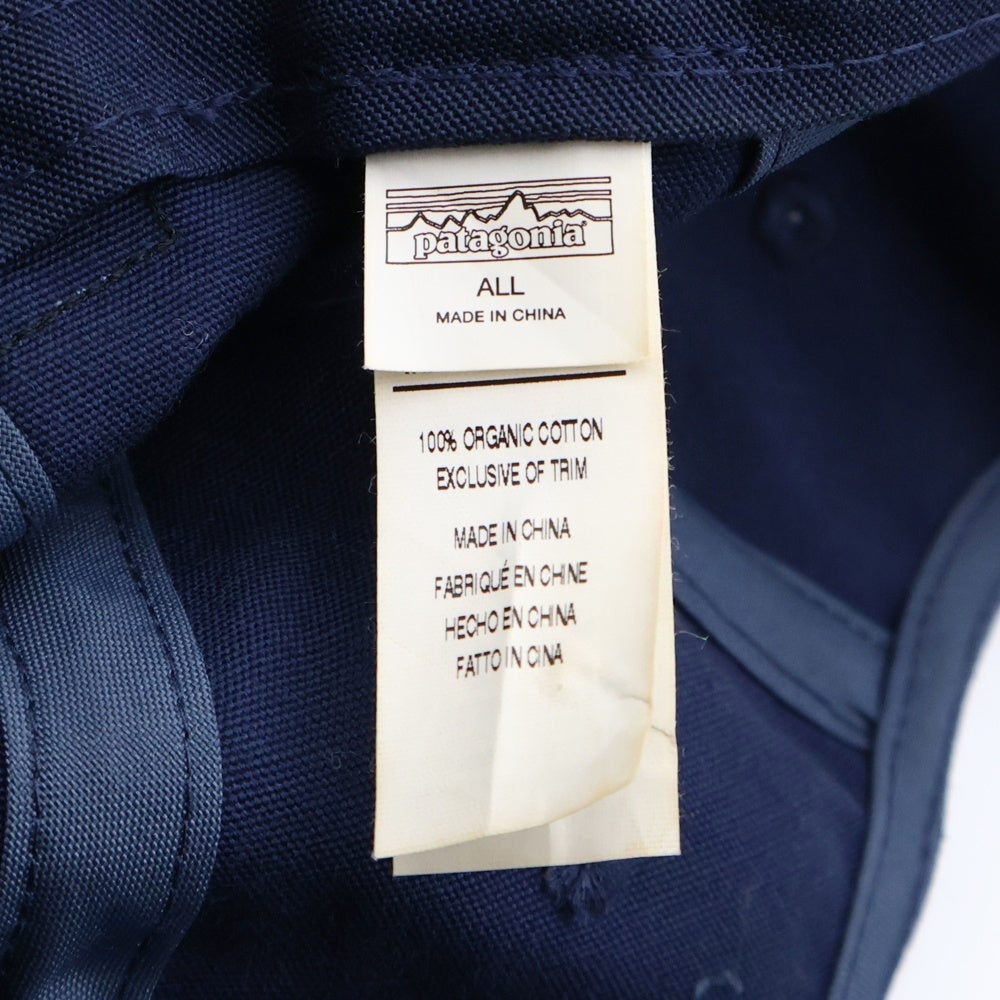 patagonia
ALL
MADE IN CHINA
100% ORGANIC COTTON
EXCLUSIVE OF TRIM
MADE IN CHINA
FABRIQUÉ EN CHINE
HECHO EN CHINA
FATTO IN CINA